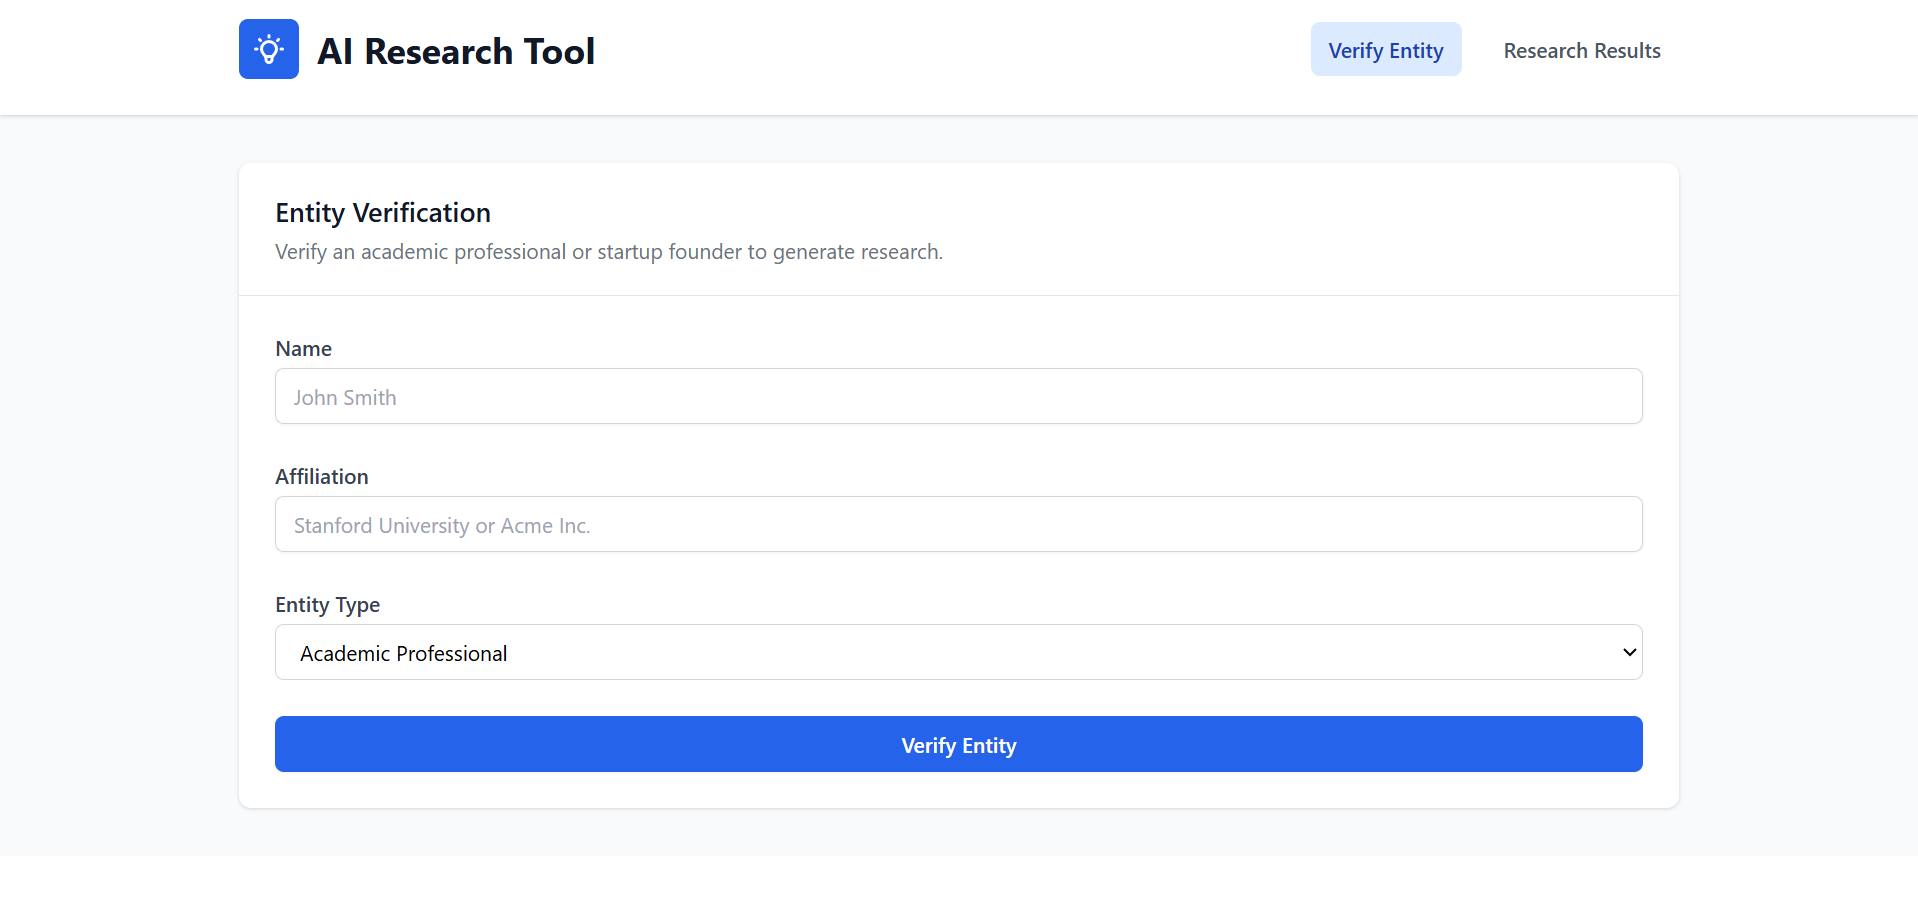 AI Research Tool
Verify Entity
Research Results
Entity Verification
Verify an academic professional or startup founder to generate research.
Name
John Smith
Affiliation
Stanford University or Acme Inc.
Entity Type
Academic Professional
Verify Entity